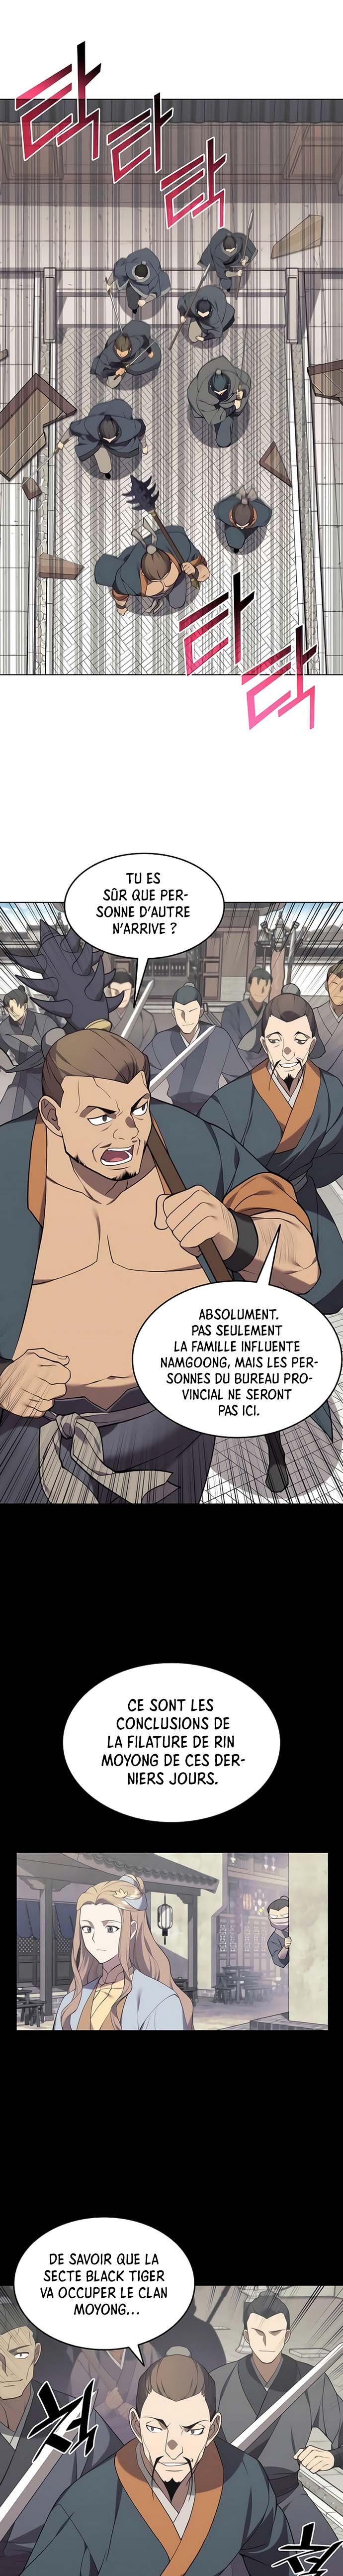 타
타
타
타
타
TU ES
SÛR QUE PER-
SONNE D'AUTRE
N'ARRIVE ?
ABSOLUMENT.
PAS SEULEMENT
LA FAMILLE INFLUENTE
NAMGOONG, MAIS LES PER-
SONNES DU BUREAU PRO-
VINCIAL NE SERONT
PAS ICI.
CE SONT LES
CONCLUSIONS DE
LA FILATURE DE RIN
MOYONG DE CES DER-
NIERS JOURS.
DE SAVOIR QUE LA
SECTE BLACK TIGER
VA OCCUPER LE CLAN
MOYONG...